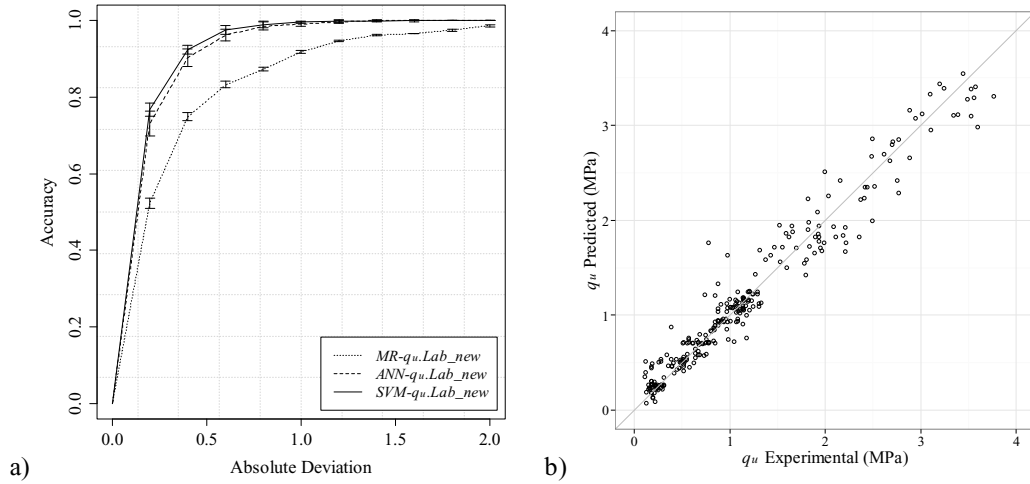 1.0
0.8
0.6
0.4
0.2
0.0
Accuracy
MR-qu.Lab_new
ANN-qu.Lab_new
SVM-qu.Lab_new
0.0 0.5 1.0 1.5 2.0
Absolute Deviation
a)
4
3
2
1
0
qu Predicted (MPa)
0 1 2 3 4
qu Experimental (MPa)
b)